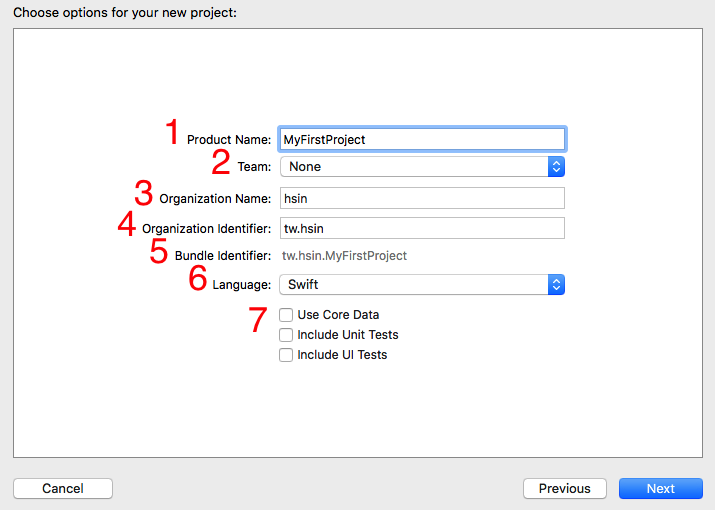 Choose options for your new project:
1 Product Name: MyFirstProject
2 Team: None
3 Organization Name: hsin
4 Organization Identifier: tw.hsin
5 Bundle Identifier: tw.hsin.MyFirstProject
6 Language: Swift
7 Use Core Data
Include Unit Tests
Include UI Tests
Cancel Previous Next